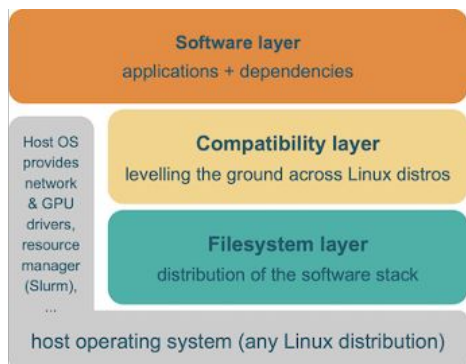 Software layer
applications + dependencies
Host OS
provides
network
& GPU
drivers,
resource
manager
(Slurm),
...
Compatibility layer
levelling the ground across Linux distros
Filesystem layer
distribution of the software stack
host operating system (any Linux distribution)